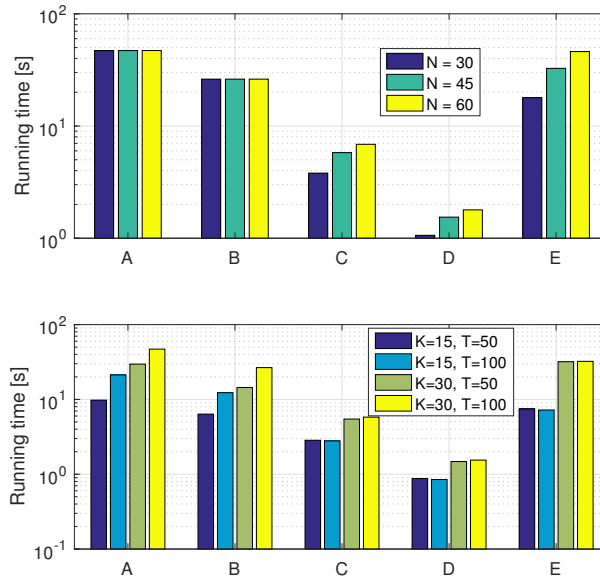 10^2
10^1
10^0
Running time [s]
N = 30
N = 45
N = 60
A B C D E
10^2
10^1
10^0
10^-1
Running time [s]
K=15, T=50
K=15, T=100
K=30, T=50
K=30, T=100
A B C D E